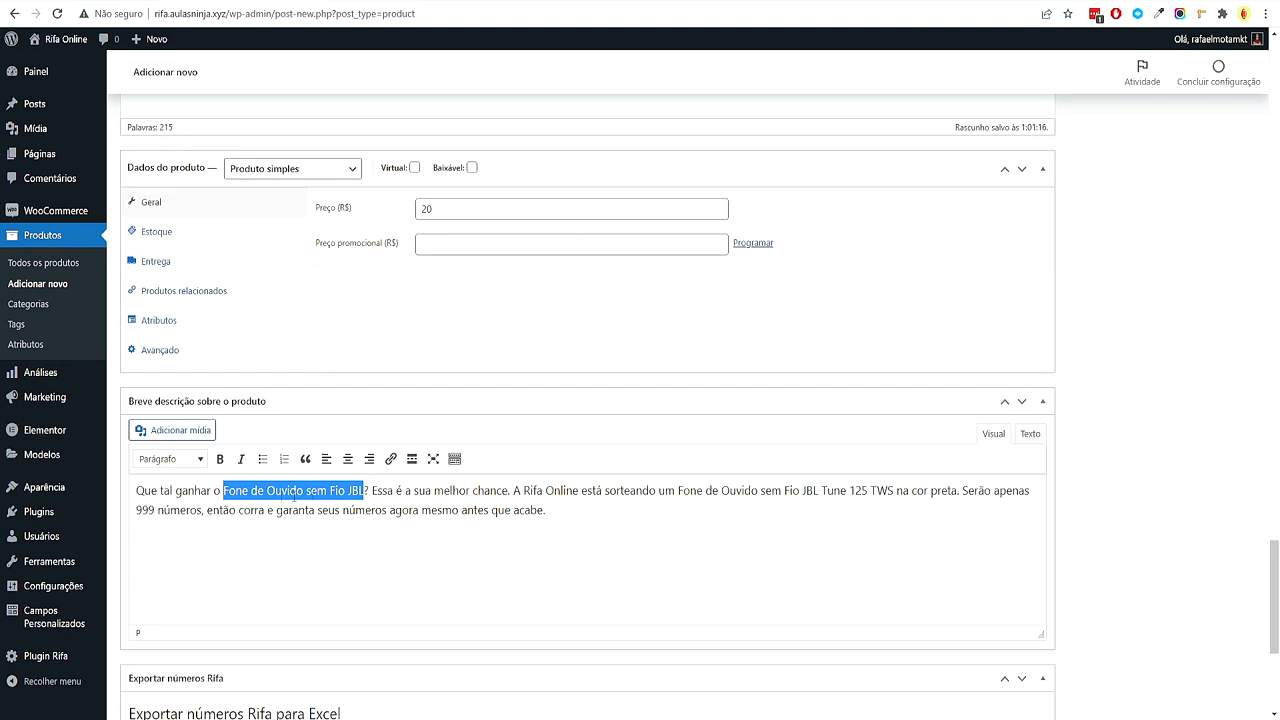 Não seguro
rifa.aulasninja.xyz/wp-admin/post-new.php?post_type=product
1
Rifa Online
0
Novo
Olá, rafaelmotamkt
Painel
Posts
Mídia
Páginas
Comentários
WooCommerce
Produtos
Todos os produtos
Adicionar novo
Categorias
Tags
Atributos
Análises
Marketing
Elementor
Modelos
Aparência
Plugins
Usuários
Ferramentas
Configurações
Campos
Personalizados
Plugin Rifa
Recolher menu
Adicionar novo
Atividade
Concluir configuração
Palavras: 215
Rascunho salvo às 1:01:16.
Dados do produto —
Produto simples
Virtual:
Baixável:
Geral
Estoque
Entrega
Produtos relacionados
Atributos
Avançado
Preço (R$)
20
Preço promocional (R$)
Programar
Breve descrição sobre o produto
Adicionar mídia
Visual
Texto
Parágrafo
B
I
Que tal ganhar o Fone de Ouvido sem Fio JBL? Essa é a sua melhor chance. A Rifa Online está sorteando um Fone de Ouvido sem Fio JBL Tune 125 TWS na cor preta. Serão apenas
999 números, então corra e garanta seus números agora mesmo antes que acabe.
P
Exportar números Rifa
Exportar números Rifa para Excel